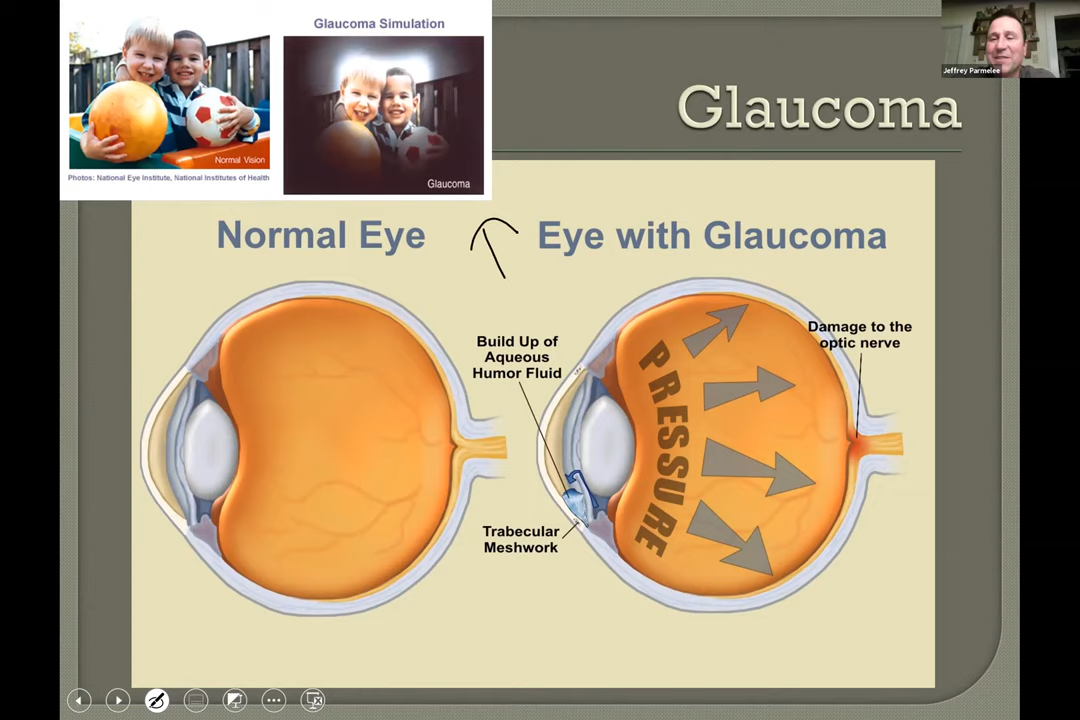 Glaucoma Simulation
Normal Vision
Photos: National Eye Institute, National Institutes of Health
Glaucoma
Jeffrey Parmelee
Glaucoma
Normal Eye
Eye with Glaucoma
Build Up of
Aqueous
Humor Fluid
Damage to the
optic nerve
PRESSURE
Trabecular
Meshwork